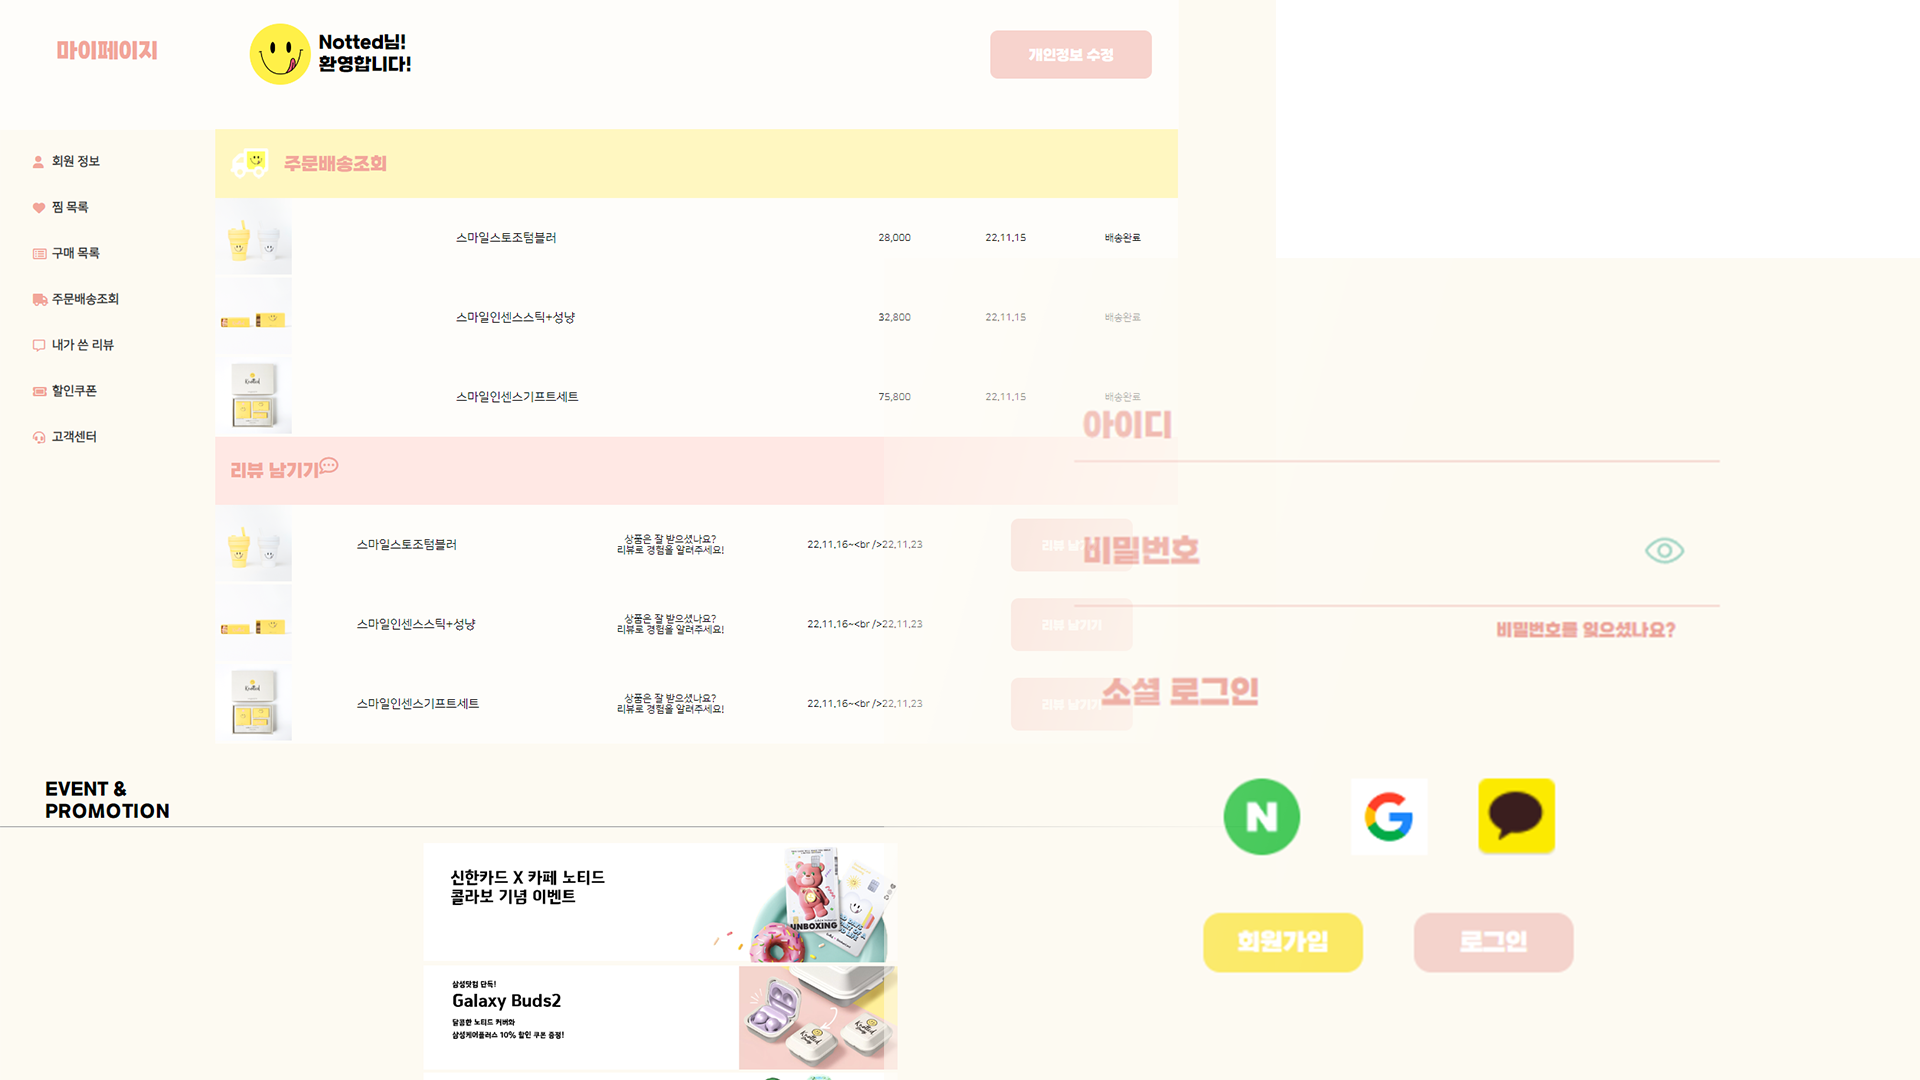 마이페이지
Notted님!
환영합니다!
개인정보 수정
회원 정보
찜 목록
구매 목록
주문배송조회
내가 쓴 리뷰
할인쿠폰
고객센터
주문배송조회
스마일스토조텀블러 28,000 22.11.15 배송완료
스마일인센스스틱+성냥 32,800 22.11.15 배송완료
스마일인센스기프트세트 75,800 22.11.15 배송완료
리뷰 남기기
스마일스토조텀블러
상품은 잘 받으셨나요?
리뷰로 경험을 알려주세요!
22.11.16~<br />22.11.23
리뷰 남기
스마일인센스스틱+성냥
상품은 잘 받으셨나요?
리뷰로 경험을 알려주세요!
22.11.16~<br />22.11.23
리뷰 남기기
스마일인센스기프트세트
상품은 잘 받으셨나요?
리뷰로 경험을 알려주세요!
22.11.16~<br />22.11.23
리뷰 남기기
아이디
비밀번호
비밀번호를 잊으셨나요?
소셜 로그인
N
G
회원가입
로그인
EVENT &
PROMOTION
신한카드 X 카페 노티드
콜라보 기념 이벤트
UNBOXING
삼성닷컴 단독!
Galaxy Buds2
달콤한 노티드 커버와
삼성케어플러스 10% 할인 쿠폰 증정!
Knotted
Knotted